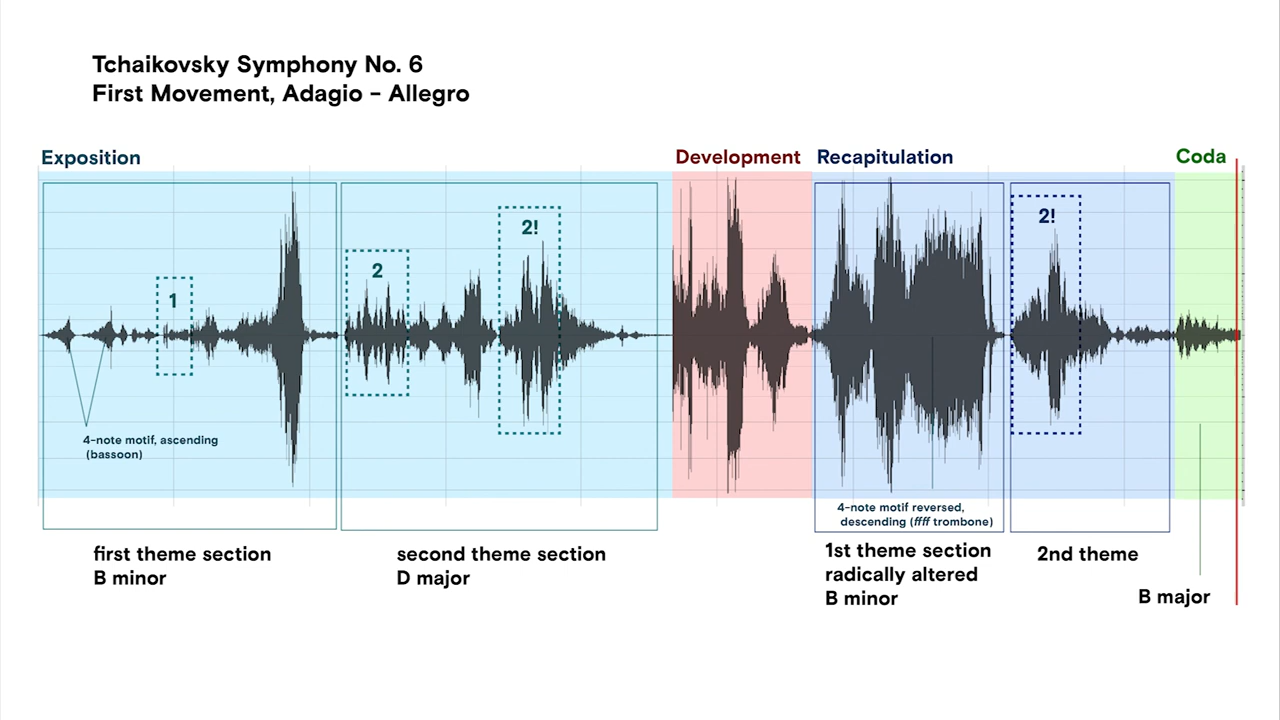 Tchaikovsky Symphony No. 6
First Movement, Adagio – Allegro
Exposition
Development
Recapitulation
Coda
1
2
2!
2!
4-note motif, ascending
(bassoon)
4-note motif reversed,
descending (ffff trombone)
first theme section
B minor
second theme section
D major
1st theme section
radically altered
B minor
2nd theme
B major